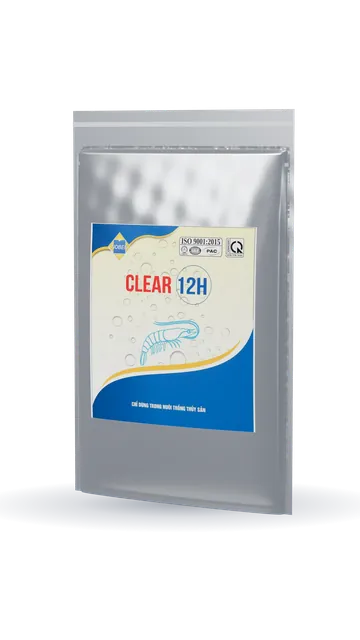 ISO 9001:2015
PAC
CLEAR 12H
CHỈ DÙNG TRONG NUÔI TRỒNG THỦY SẢN